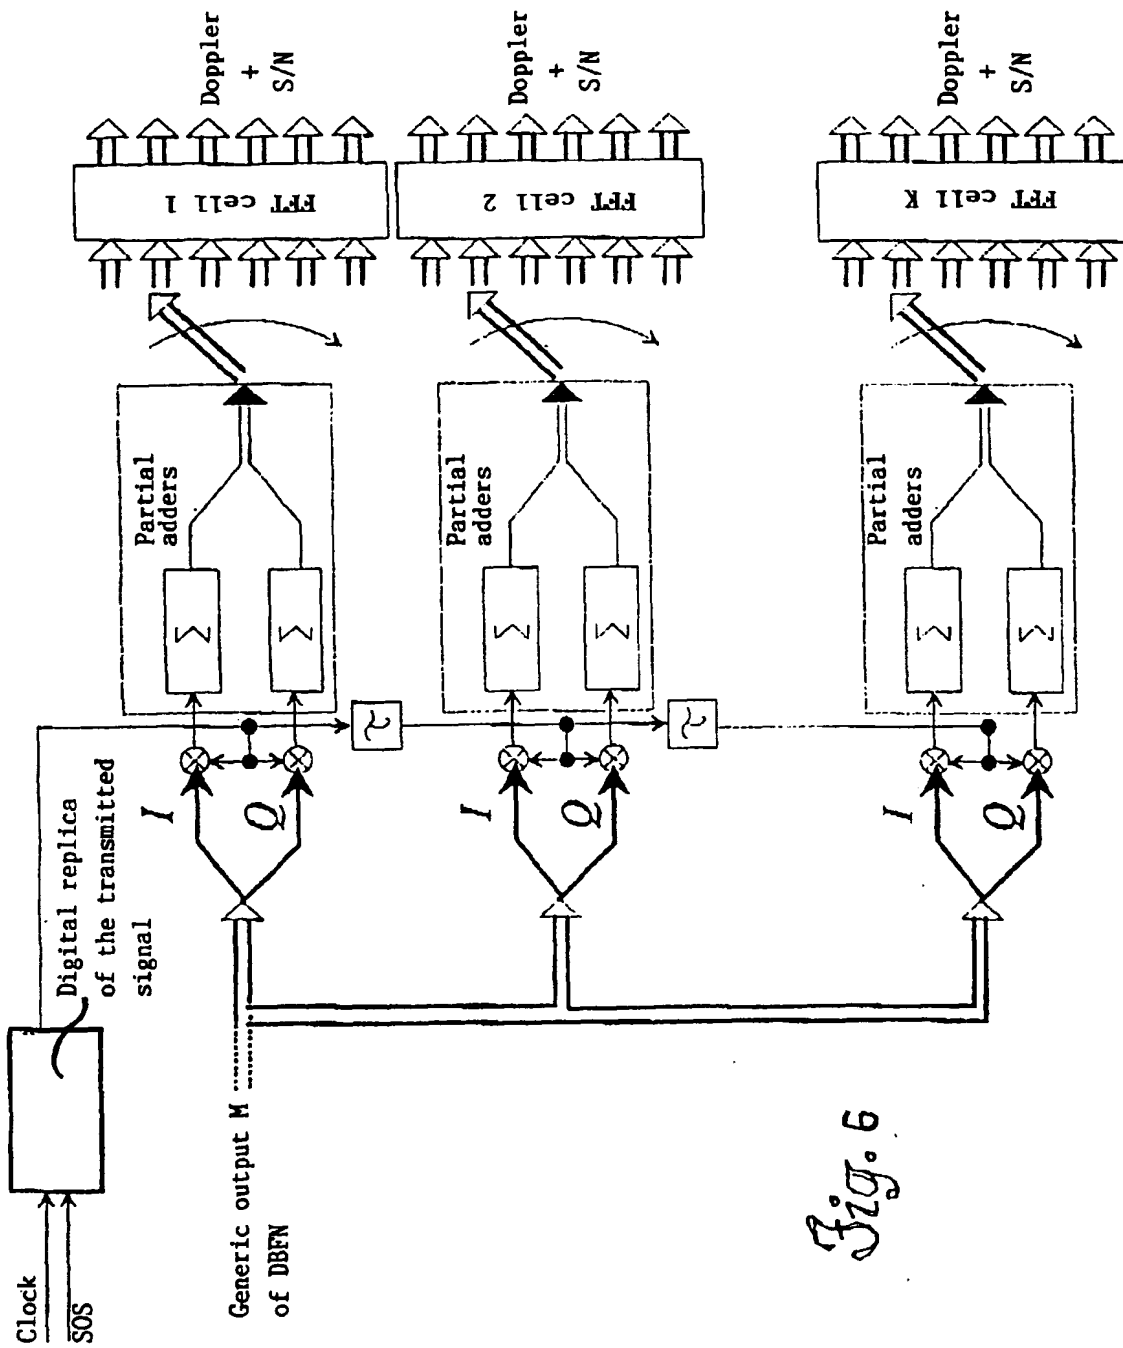 Clock
SOS
Digital replica
of the transmitted
signal
Generic output M
of DBFN
I
Q
Σ
Σ
Partial
adders
FFT cell 1
Doppler
+
S/N
τ
I
Q
Σ
Σ
Partial
adders
FFT cell 2
Doppler
+
S/N
τ
I
Q
Σ
Σ
Partial
adders
FFT cell K
Doppler
+
S/N
Fig. 6